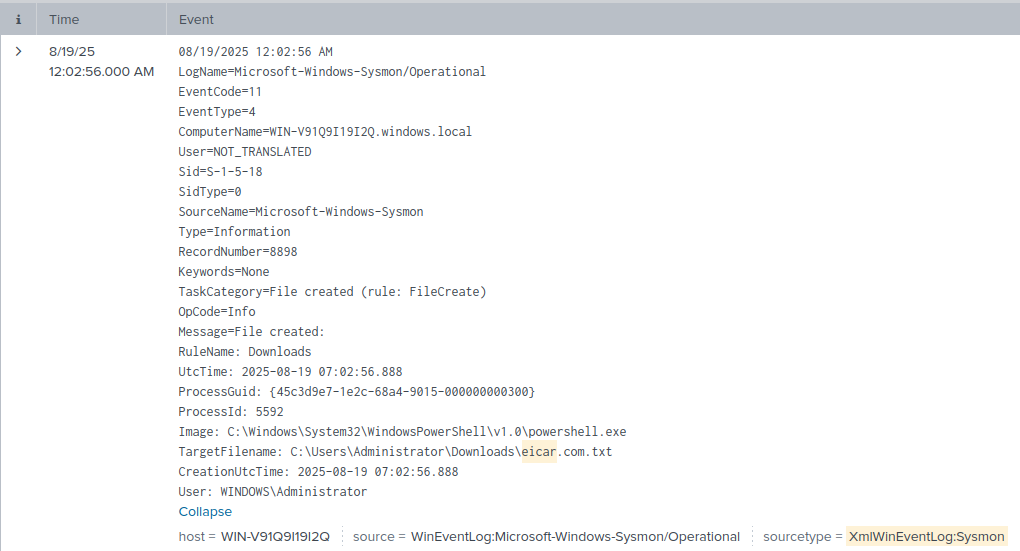 i Time Event
8/19/25 08/19/2025 12:02:56 AM
12:02:56.000 AM LogName=Microsoft-Windows-Sysmon/Operational
EventCode=11
EventType=4
ComputerName=WIN-V91Q9I19I2Q.windows.local
User=NOT_TRANSLATED
Sid=S-1-5-18
SidType=0
SourceName=Microsoft-Windows-Sysmon
Type=Information
RecordNumber=8898
Keywords=None
TaskCategory=File created (rule: FileCreate)
OpCode=Info
Message=File created:
RuleName: Downloads
UtcTime: 2025-08-19 07:02:56.888
ProcessGuid: {45c3d9e7-1e2c-68a4-9015-000000000300}
ProcessId: 5592
Image: C:\Windows\System32\WindowsPowerShell\v1.0\powershell.exe
TargetFilename: C:\Users\Administrator\Downloads\eicar.com.txt
CreationUtcTime: 2025-08-19 07:02:56.888
User: WINDOWS\Administrator
Collapse
host = WIN-V91Q9I19I2Q source = WinEventLog:Microsoft-Windows-Sysmon/Operational sourcetype = XmlWinEventLog:Sysmon